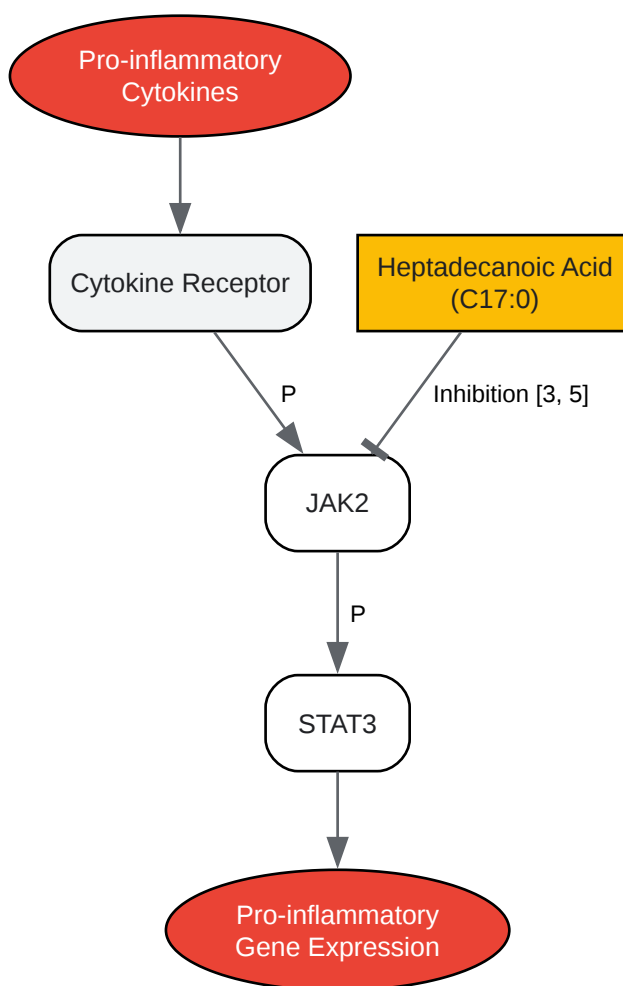 Pro-inflammatory
Cytokines
Cytokine Receptor
Heptadecanoic Acid
(C17:0)
P
Inhibition [3, 5]
JAK2
P
STAT3
Pro-inflammatory
Gene Expression